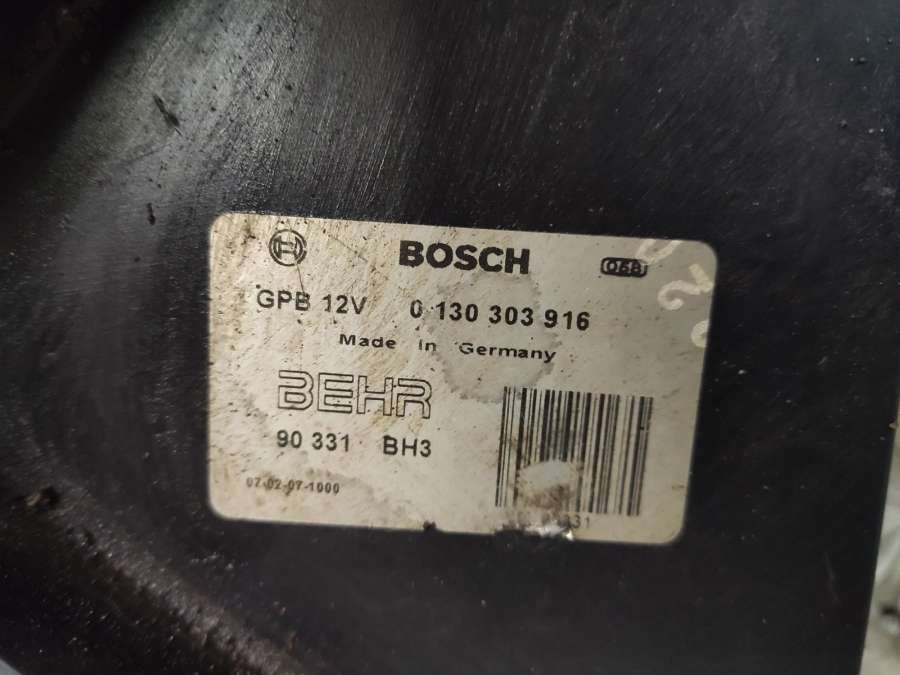 BOSCH 068
GPB 12V 0 130 303 916
Made in Germany
BEHR
90 331 BH3
07-02-07-1000